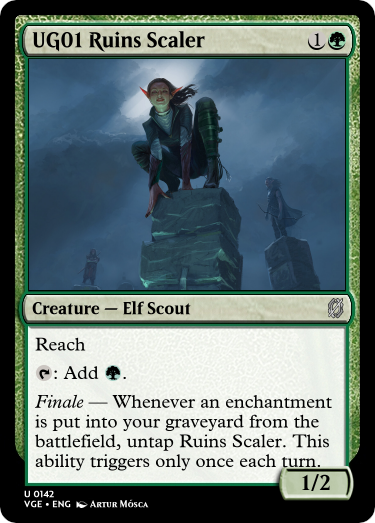 UG01 Ruins Scaler 1
Creature — Elf Scout
Reach
: Add .
Finale — Whenever an enchantment
is put into your graveyard from the
battlefield, untap Ruins Scaler. This
ability triggers only once each turn.
1/2
U 0142
VGE • ENG Artur Mósca